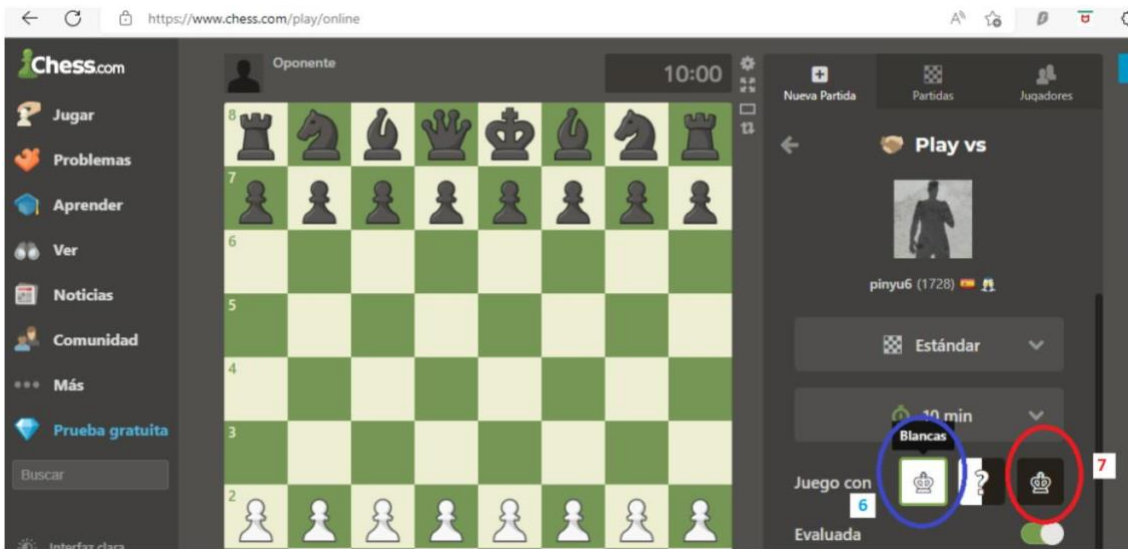 https://www.chess.com/play/online
Chess.com
Jugar
Problemas
Aprender
Ver
Noticias
Comunidad
Más
Prueba gratuita
Buscar
Interfaz clara
Oponente
10:00
8
7
6
5
4
3
2
Nueva Partida
Partidas
Jugadores
Play vs
pinyu6 (1728)
Estándar
10 min
Blancas
Juego con
?
6
7
Evaluada